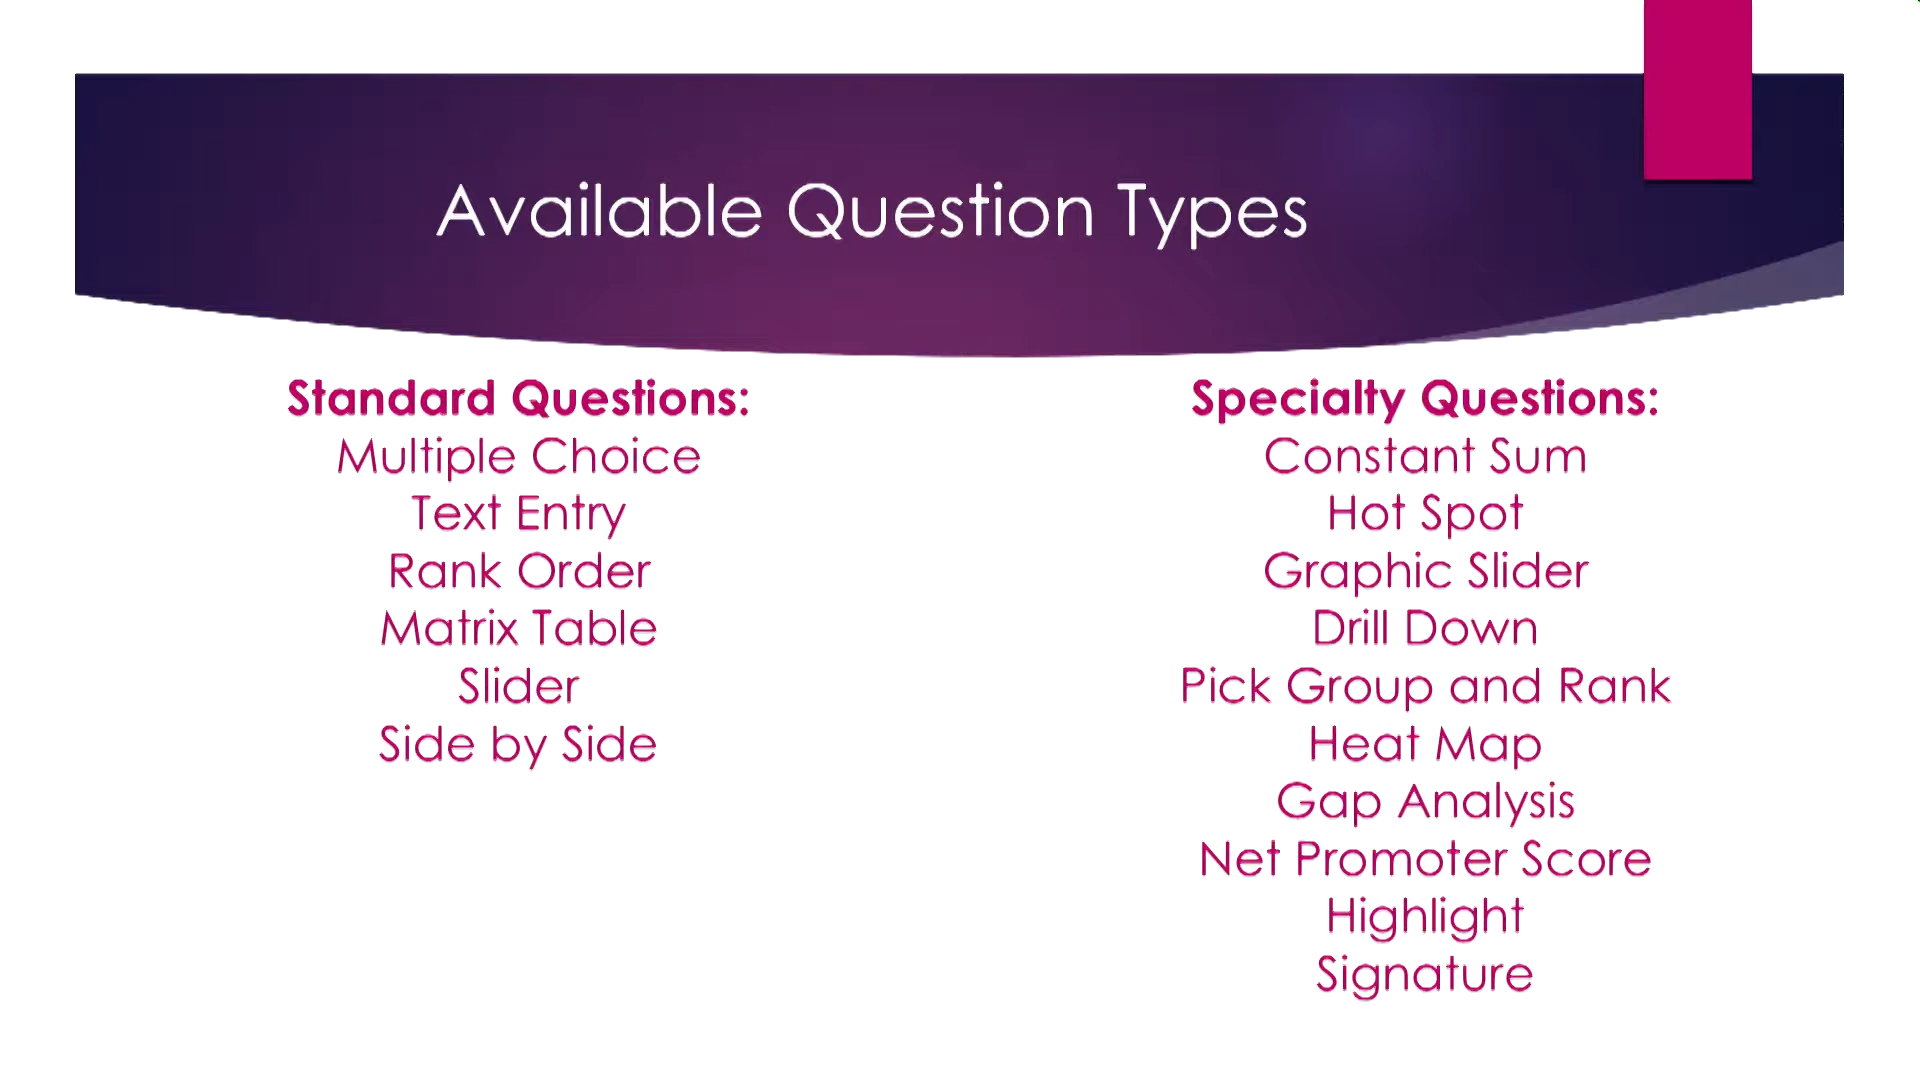 Available Question Types
Standard Questions:
Multiple Choice
Text Entry
Rank Order
Matrix Table
Slider
Side by Side
Specialty Questions:
Constant Sum
Hot Spot
Graphic Slider
Drill Down
Pick Group and Rank
Heat Map
Gap Analysis
Net Promoter Score
Highlight
Signature